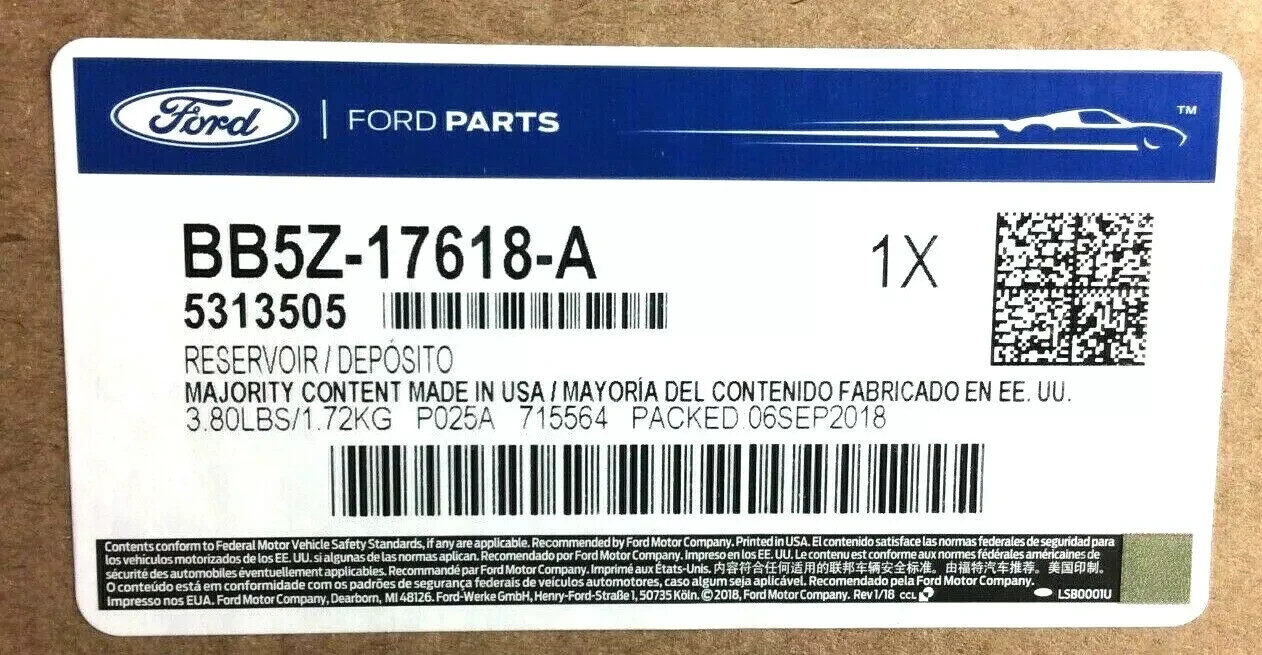 Ford | FORD PARTS ™
BB5Z-17618-A 1X
5313505
RESERVOIR / DEPÓSITO
MAJORITY CONTENT MADE IN USA / MAYORÍA DEL CONTENIDO FABRICADO EN EE. UU.
3.80LBS/1.72KG P025A 715564 PACKED 06SEP2018
Contents conform to Federal Motor Vehicle Safety Standards, if any are applicable. Recommended by Ford Motor Company. Printed in USA. El contenido satisface las normas federales de seguridad para
los vehículos motorizados de los EE. UU. si algunas de las normas aplican. Recomendado por Ford Motor Company. Impreso en los EE. UU. Le contenu est conforme aux normes fédérales américaines de
sécurité des automobiles éventuellement applicables. Recommandé par Ford Motor Company. Imprimé aux États-Unis. 内容符合任何适用的联邦车辆安全标准。由福特汽车推荐。美国印制。
O conteúdo está em conformidade com os padrões de segurança federais de veículos automotores, caso algum seja aplicável. Recomendado pela Ford Motor Company.
Impresso nos EUA. Ford Motor Company, Dearborn, MI 48126. Ford-Werke GmbH, Henry-Ford-Straße 1, 50735 Köln. ©2018, Ford Motor Company. Rev 1/18 CCL LSB0001U